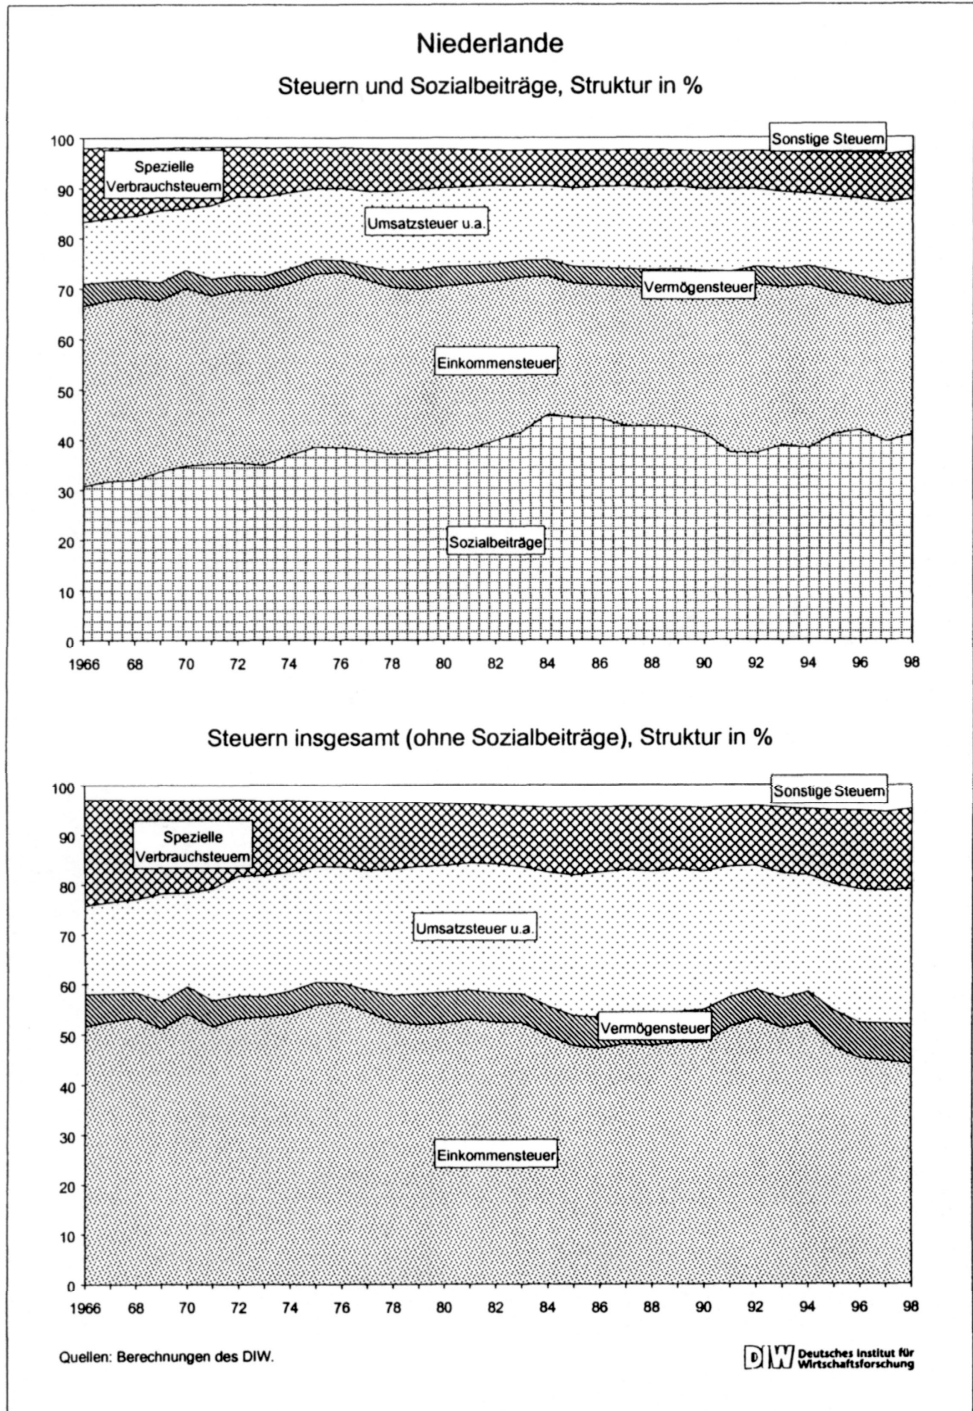 Niederlande
Steuern und Sozialbeiträge, Struktur in %
100
90
80
70
60
50
40
30
20
10
0
Sonstige Steuern
Spezielle
Verbrauchsteuern
Umsatzsteuer u.a.
Vermögensteuer
Einkommensteuer
Sozialbeiträge
1966 68 70 72 74 76 78 80 82 84 86 88 90 92 94 96 98
Steuern insgesamt (ohne Sozialbeiträge), Struktur in %
100
90
80
70
60
50
40
30
20
10
0
Sonstige Steuern
Spezielle
Verbrauchsteuern
Umsatzsteuer u.a.
Vermögensteuer
Einkommensteuer
1966 68 70 72 74 76 78 80 82 84 86 88 90 92 94 96 98
Quellen: Berechnungen des DIW.
DIW Deutsches Institut für
Wirtschaftsforschung